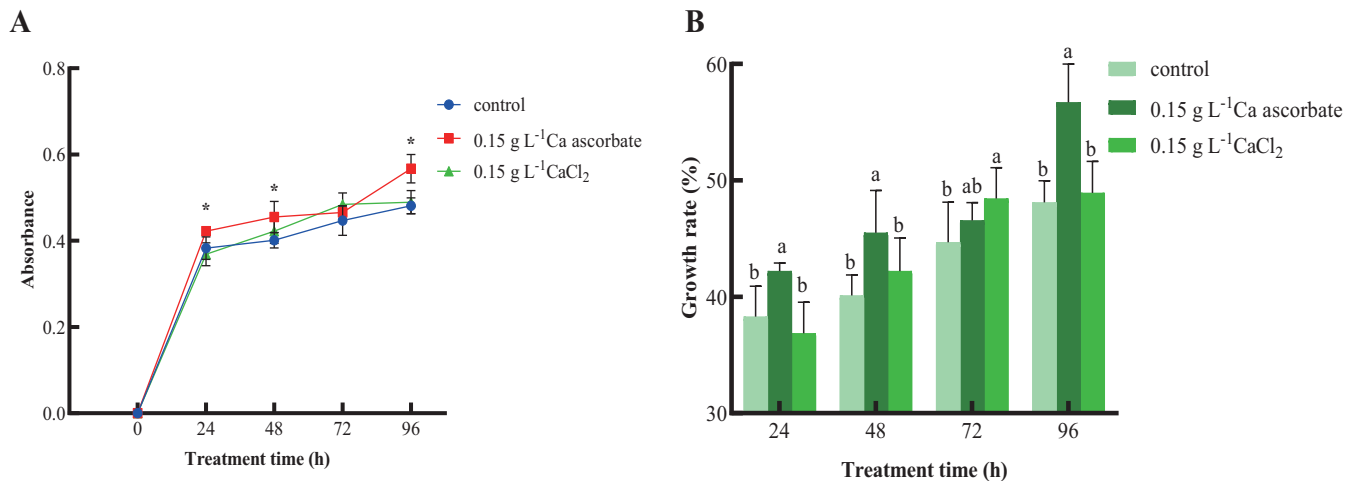 A
Absorbance
0.8
0.6
0.4
0.2
0.0
*
*
*
0
24
48
72
96
Treatment time (h)
control
0.15 g L⁻¹Ca ascorbate
0.15 g L⁻¹CaCl₂
B
Growth rate (%)
60
50
40
30
b
a
b
b
a
b
b
ab
a
b
a
b
24
48
72
96
Treatment time (h)
control
0.15 g L⁻¹Ca ascorbate
0.15 g L⁻¹CaCl₂